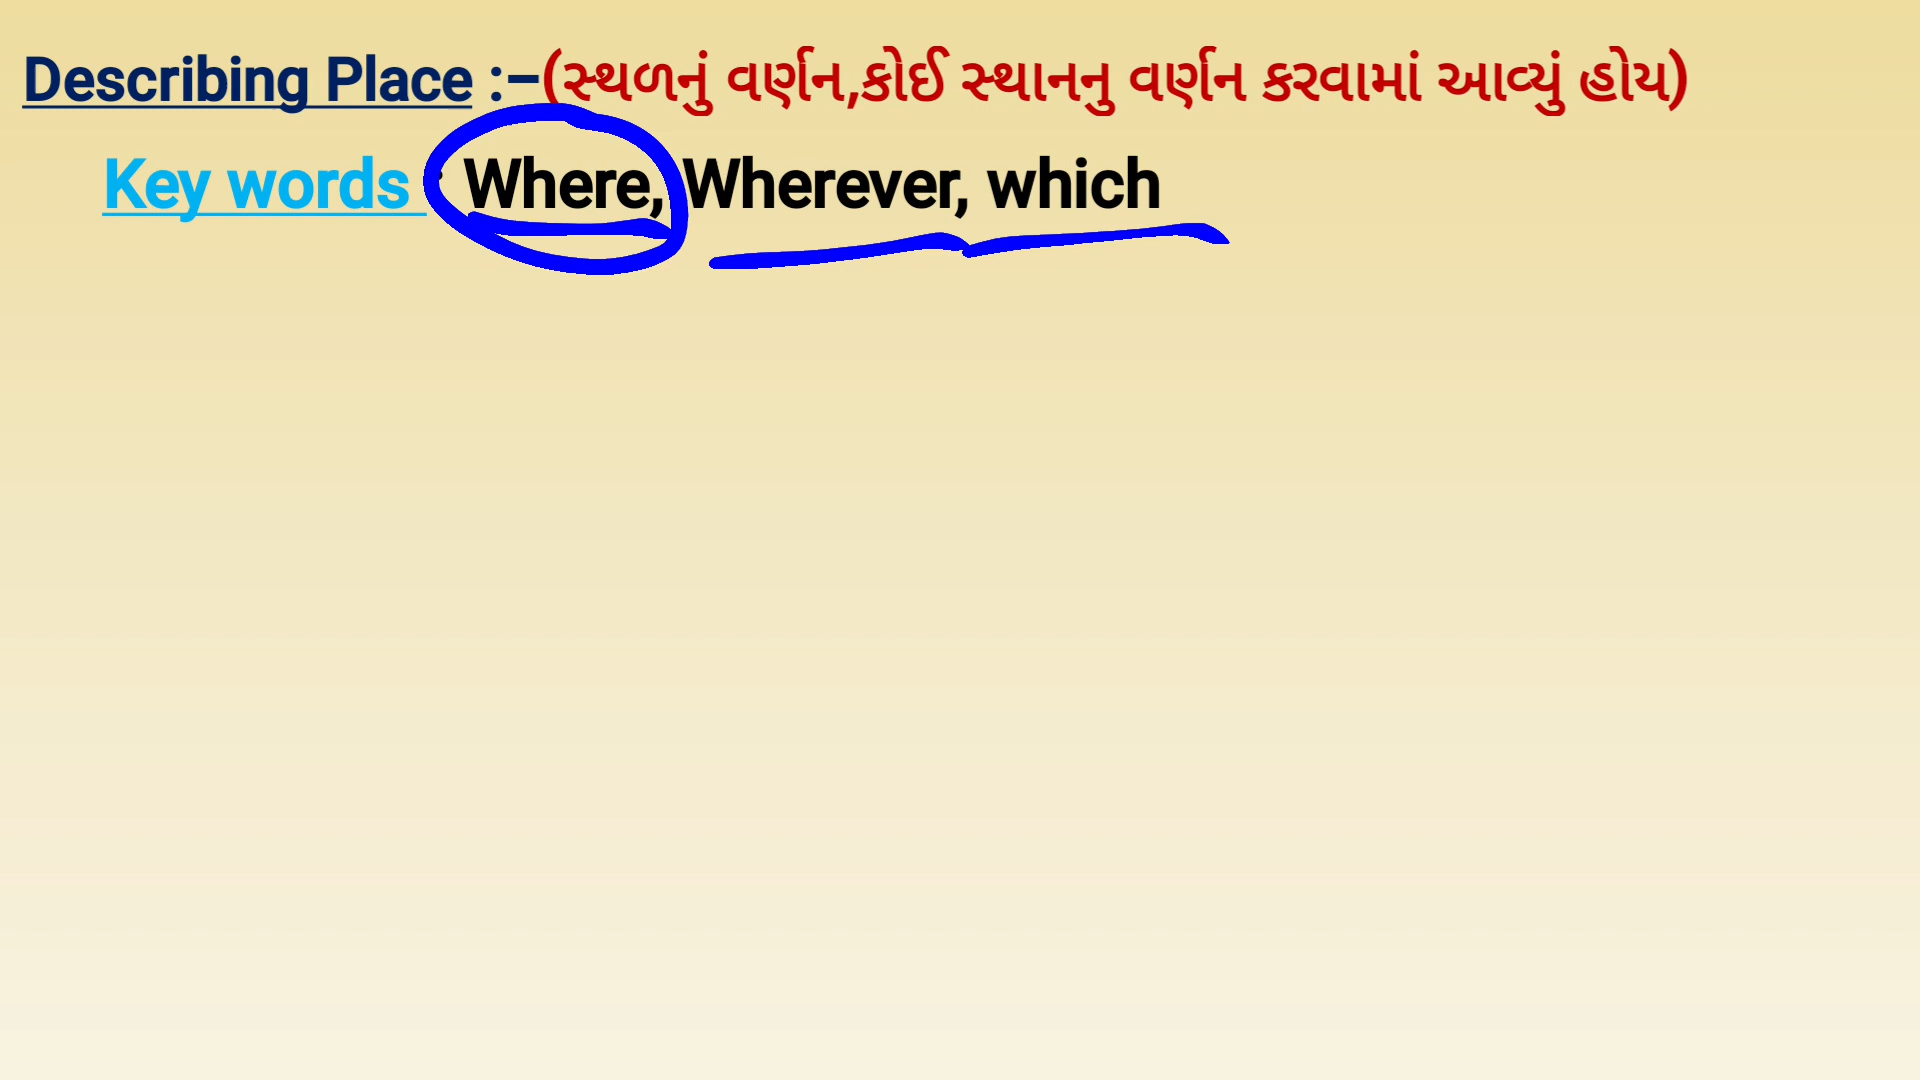 Describing Place :–(સ્થળનું વર્ણન,કોઈ સ્થાનનુ વર્ણન કરવામાં આવ્યું હોય)
Key words : Where, Wherever, which